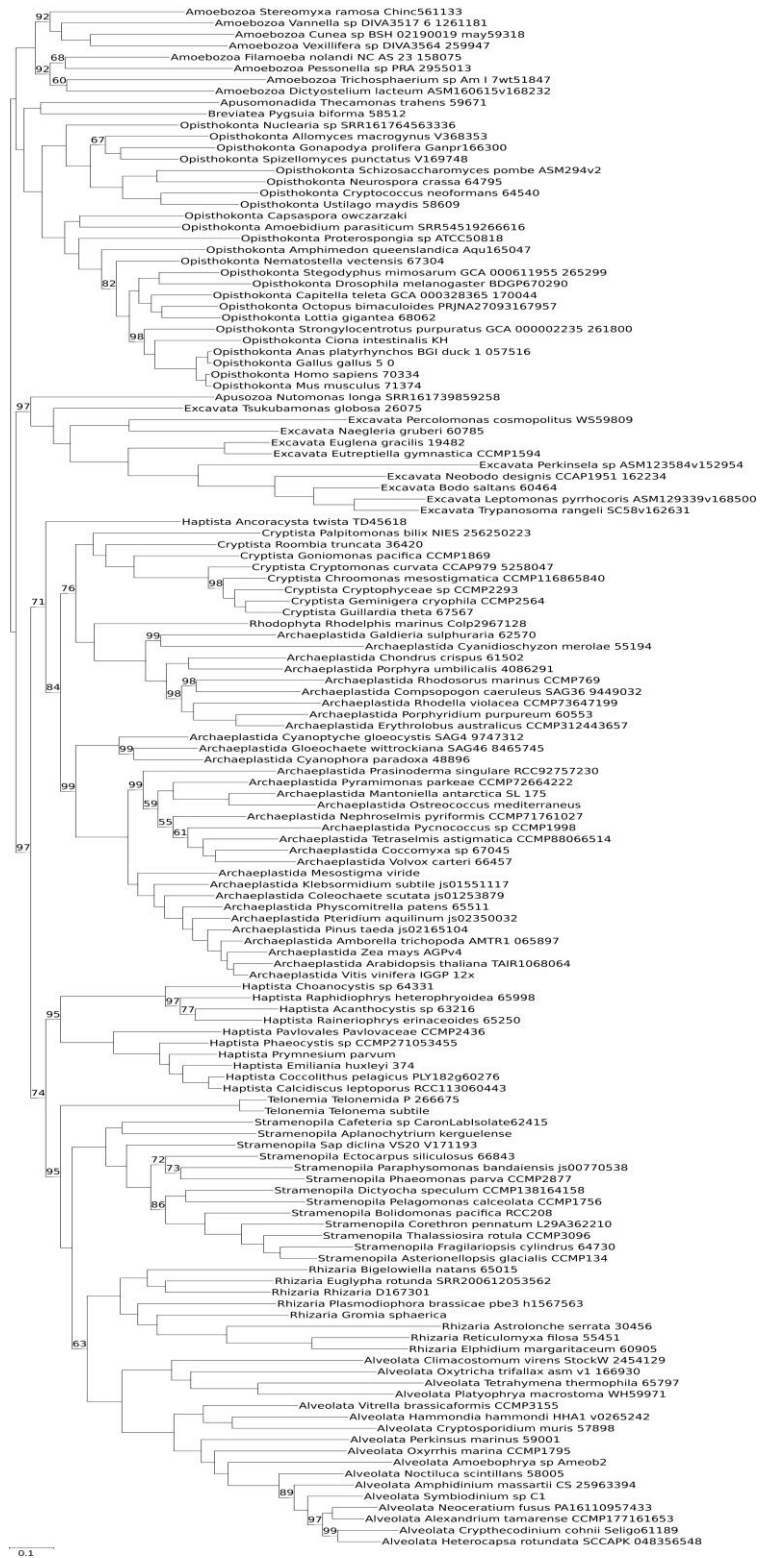 Amoebozoa Stereomyxa ramosa Chinc561133
92
Amoebozoa Vannella sp DIVA3517 6 1261181
Amoebozoa Cunea sp BSH 02190019 may59318
Amoebozoa Vexillifera sp DIVA3564 259947
68
Amoebozoa Filamoeba nolandi NC AS 23 158075
92
Amoebozoa Pessonella sp PRA 2955013
60
Amoebozoa Trichosphaerium sp Am I 7wt51847
Amoebozoa Dictyostelium lacteum ASM160615v168232
Apusomonadida Thecamonas trahens 59671
Breviatea Pygsuia biforma 58512
Opisthokonta Nuclearia sp SRR161764563336
67
Opisthokonta Allomyces macrogynus V368353
Opisthokonta Gonapodya prolifera Ganpr166300
Opisthokonta Spizellomyces punctatus V169748
Opisthokonta Schizosaccharomyces pombe ASM294v2
Opisthokonta Neurospora crassa 64795
Opisthokonta Cryptococcus neoformans 64540
Opisthokonta Ustilago maydis 58609
Opisthokonta Capsaspora owczarzaki
Opisthokonta Amoebidium parasiticum SRR54519266616
Opisthokonta Proterospongia sp ATCC50818
Opisthokonta Amphimedon queenslandica Aqu165047
Opisthokonta Nematostella vectensis 67304
82
Opisthokonta Stegodyphus mimosarum GCA 000611955 265299
Opisthokonta Drosophila melanogaster BDGP670290
Opisthokonta Capitella teleta GCA 000328365 170044
Opisthokonta Octopus bimaculoides PRJNA27093167957
Opisthokonta Lottia gigantea 68062
98
Opisthokonta Strongylocentrotus purpuratus GCA 000002235 261800
Opisthokonta Ciona intestinalis KH
Opisthokonta Anas platyrhynchos BGI duck 1 057516
Opisthokonta Gallus gallus 5 0
Opisthokonta Homo sapiens 70334
Opisthokonta Mus musculus 71374
97
Apusozoa Nutomonas longa SRR161739859258
Excavata Tsukubamonas globosa 26075
Excavata Percolomonas cosmopolitus WS59809
Excavata Naegleria gruberi 60785
Excavata Euglena gracilis 19482
Excavata Eutreptiella gymnastica CCMP1594
Excavata Perkinsela sp ASM123584v152954
Excavata Neobodo designis CCAP1951 162234
Excavata Bodo saltans 60464
Excavata Leptomonas pyrrhocoris ASM129339v168500
Excavata Trypanosoma rangeli SC58v162631
Haptista Ancoracysta twista TD45618
Cryptista Palpitomonas bilix NIES 256250223
Cryptista Roombia truncata 36420
Cryptista Goniomonas pacifica CCMP1869
Cryptista Cryptomonas curvata CCAP979 5258047
98
Cryptista Chroomonas mesostigmatica CCMP116865840
76
Cryptista Cryptophyceae sp CCMP2293
71
Cryptista Geminigera cryophila CCMP2564
Cryptista Guillardia theta 67567
Rhodophyta Rhodelphis marinus Colp2967128
99
Archaeplastida Galdieria sulphuraria 62570
Archaeplastida Cyanidioschyzon merolae 55194
Archaeplastida Chondrus crispus 61502
Archaeplastida Porphyra umbilicalis 4086291
98
Archaeplastida Rhodosorus marinus CCMP769
84
98
Archaeplastida Compsopogon caeruleus SAG36 9449032
Archaeplastida Rhodella violacea CCMP73647199
Archaeplastida Porphyridium purpureum 60553
Archaeplastida Erythrolobus australicus CCMP312443657
Archaeplastida Cyanoptyche gloeocystis SAG4 9747312
99
Archaeplastida Gloeochaete wittrockiana SAG46 8465745
Archaeplastida Cyanophora paradoxa 48896
Archaeplastida Prasinoderma singulare RCC92757230
99
99
Archaeplastida Pyramimonas parkeae CCMP72664222
Archaeplastida Mantoniella antarctica SL 175
59
Archaeplastida Ostreococcus mediterraneus
Archaeplastida Nephroselmis pyriformis CCMP71761027
55
Archaeplastida Pycnococcus sp CCMP1998
61
Archaeplastida Tetraselmis astigmatica CCMP88066514
97
Archaeplastida Coccomyxa sp 67045
Archaeplastida Volvox carteri 66457
Archaeplastida Mesostigma viride
Archaeplastida Klebsormidium subtile js01551117
Archaeplastida Coleochaete scutata js01253879
Archaeplastida Physcomitrella patens 65511
Archaeplastida Pteridium aquilinum js02350032
Archaeplastida Pinus taeda js02165104
Archaeplastida Amborella trichopoda AMTR1 065897
Archaeplastida Zea mays AGPv4
Archaeplastida Arabidopsis thaliana TAIR1068064
Archaeplastida Vitis vinifera IGGP 12x
Haptista Choanocystis sp 64331
97
Haptista Raphidiophrys heterophryoidea 65998
95
77
Haptista Acanthocystis sp 63216
Haptista Raineriophrys erinaceoides 65250
Haptista Pavlovales Pavlovaceae CCMP2436
Haptista Phaeocystis sp CCMP271053455
Haptista Prymnesium parvum
Haptista Emiliania huxleyi 374
Haptista Coccolithus pelagicus PLY182g60276
74
Haptista Calcidiscus leptoporus RCC113060443
Telonemia Telonemida P 266675
Telonemia Telonema subtile
Stramenopila Cafeteria sp CaronLabIsolate62415
Stramenopila Aplanochytrium kerguelense
Stramenopila Sap diclina VS20 V171193
72
Stramenopila Ectocarpus siliculosus 66843
95
73
Stramenopila Paraphysomonas bandaiensis js00770538
Stramenopila Phaeomonas parva CCMP2877
Stramenopila Dictyocha speculum CCMP138164158
86
Stramenopila Pelagomonas calceolata CCMP1756
Stramenopila Bolidomonas pacifica RCC208
Stramenopila Corethron pennatum L29A362210
Stramenopila Thalassiosira rotula CCMP3096
Stramenopila Fragilariopsis cylindrus 64730
Stramenopila Asterionellopsis glacialis CCMP134
Rhizaria Bigelowiella natans 65015
Rhizaria Euglypha rotunda SRR200612053562
Rhizaria Rhizaria D167301
Rhizaria Plasmodiophora brassicae pbe3 h1567563
Rhizaria Gromia sphaerica
Rhizaria Astrolonche serrata 30456
63
Rhizaria Reticulomyxa filosa 55451
Rhizaria Elphidium margaritaceum 60905
Alveolata Climacostomum virens StockW 2454129
Alveolata Oxytricha trifallax asm v1 166930
Alveolata Tetrahymena thermophila 65797
Alveolata Platyophrya macrostoma WH59971
Alveolata Vitrella brassicaformis CCMP3155
Alveolata Hammondia hammondi HHA1 v0265242
Alveolata Cryptosporidium muris 57898
Alveolata Perkinsus marinus 59001
Alveolata Oxyrrhis marina CCMP1795
Alveolata Amoebophrya sp Ameob2
Alveolata Noctiluca scintillans 58005
89
Alveolata Amphidinium massartii CS 25963394
Alveolata Symbiodinium sp C1
Alveolata Neoceratium fusus PA16110957433
97
Alveolata Alexandrium tamarense CCMP177161653
99
Alveolata Crypthecodinium cohnii Seligo61189
Alveolata Heterocapsa rotundata SCCAPK 048356548
0.1